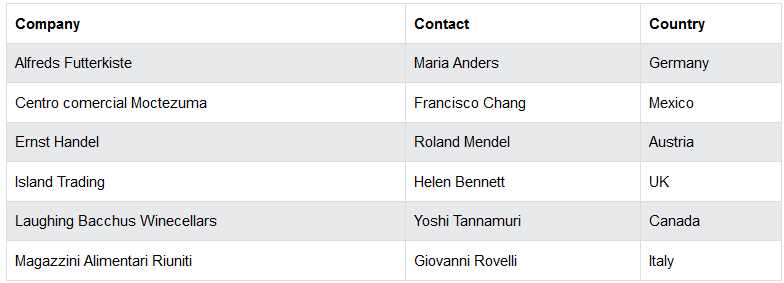 Company Contact Country
Alfreds Futterkiste Maria Anders Germany
Centro comercial Moctezuma Francisco Chang Mexico
Ernst Handel Roland Mendel Austria
Island Trading Helen Bennett UK
Laughing Bacchus Winecellars Yoshi Tannamuri Canada
Magazzini Alimentari Riuniti Giovanni Rovelli Italy